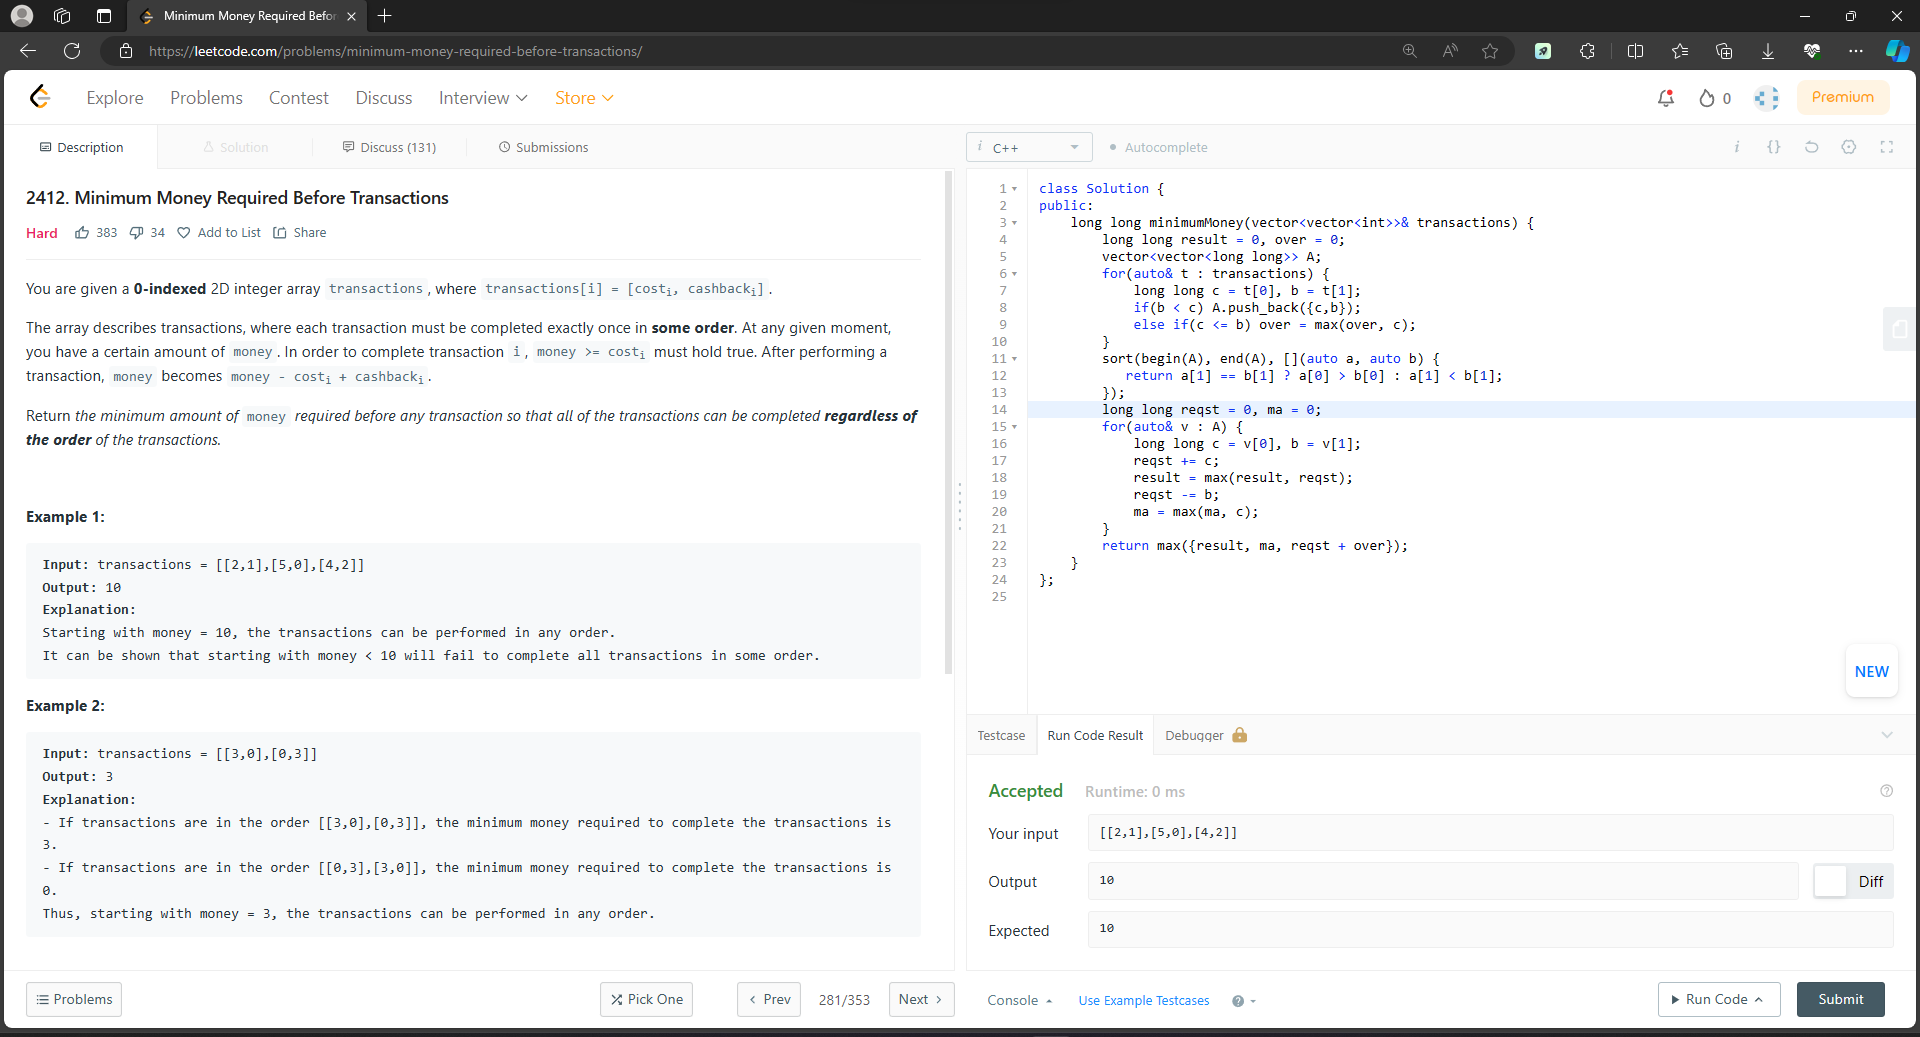 Minimum Money Required Befor
https://leetcode.com/problems/minimum-money-required-before-transactions/
Explore Problems Contest Discuss Interview Store
0 Premium
Description Solution Discuss (131) Submissions
2412. Minimum Money Required Before Transactions
Hard 383 34 Add to List Share
You are given a 0-indexed 2D integer array transactions, where transactions[i] = [costi, cashbacki].
The array describes transactions, where each transaction must be completed exactly once in some order. At any given moment,
you have a certain amount of money. In order to complete transaction i, money >= costi must hold true. After performing a
transaction, money becomes money - costi + cashbacki.
Return the minimum amount of money required before any transaction so that all of the transactions can be completed regardless of
the order of the transactions.
Example 1:
Input: transactions = [[2,1],[5,0],[4,2]]
Output: 10
Explanation:
Starting with money = 10, the transactions can be performed in any order.
It can be shown that starting with money < 10 will fail to complete all transactions in some order.
Example 2:
Input: transactions = [[3,0],[0,3]]
Output: 3
Explanation:
- If transactions are in the order [[3,0],[0,3]], the minimum money required to complete the transactions is
3.
- If transactions are in the order [[0,3],[3,0]], the minimum money required to complete the transactions is
0.
Thus, starting with money = 3, the transactions can be performed in any order.
Problems Pick One Prev 281/353 Next
i C++ Autocomplete i {}
1 class Solution {
2 public:
3 long long minimumMoney(vector<vector<int>>& transactions) {
4 long long result = 0, over = 0;
5 vector<vector<long long>> A;
6 for(auto& t : transactions) {
7 long long c = t[0], b = t[1];
8 if(b < c) A.push_back({c,b});
9 else if(c <= b) over = max(over, c);
10 }
11 sort(begin(A), end(A), [](auto a, auto b) {
12 return a[1] == b[1] ? a[0] > b[0] : a[1] < b[1];
13 });
14 long long reqst = 0, ma = 0;
15 for(auto& v : A) {
16 long long c = v[0], b = v[1];
17 reqst += c;
18 result = max(result, reqst);
19 reqst -= b;
20 ma = max(ma, c);
21 }
22 return max({result, ma, reqst + over});
23 }
24 };
25
NEW
Testcase Run Code Result Debugger
Accepted Runtime: 0 ms
Your input [[2,1],[5,0],[4,2]]
Output 10 Diff
Expected 10
Console Use Example Testcases Run Code Submit